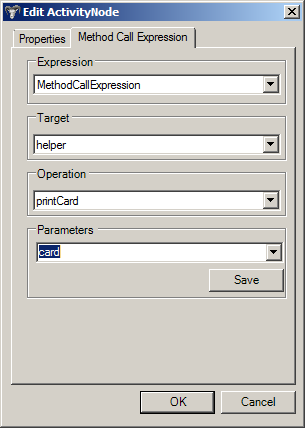 Edit ActivityNode
Properties
Method Call Expression
Expression
MethodCallExpression
Target
helper
Operation
printCard
Parameters
card
Save
OK
Cancel